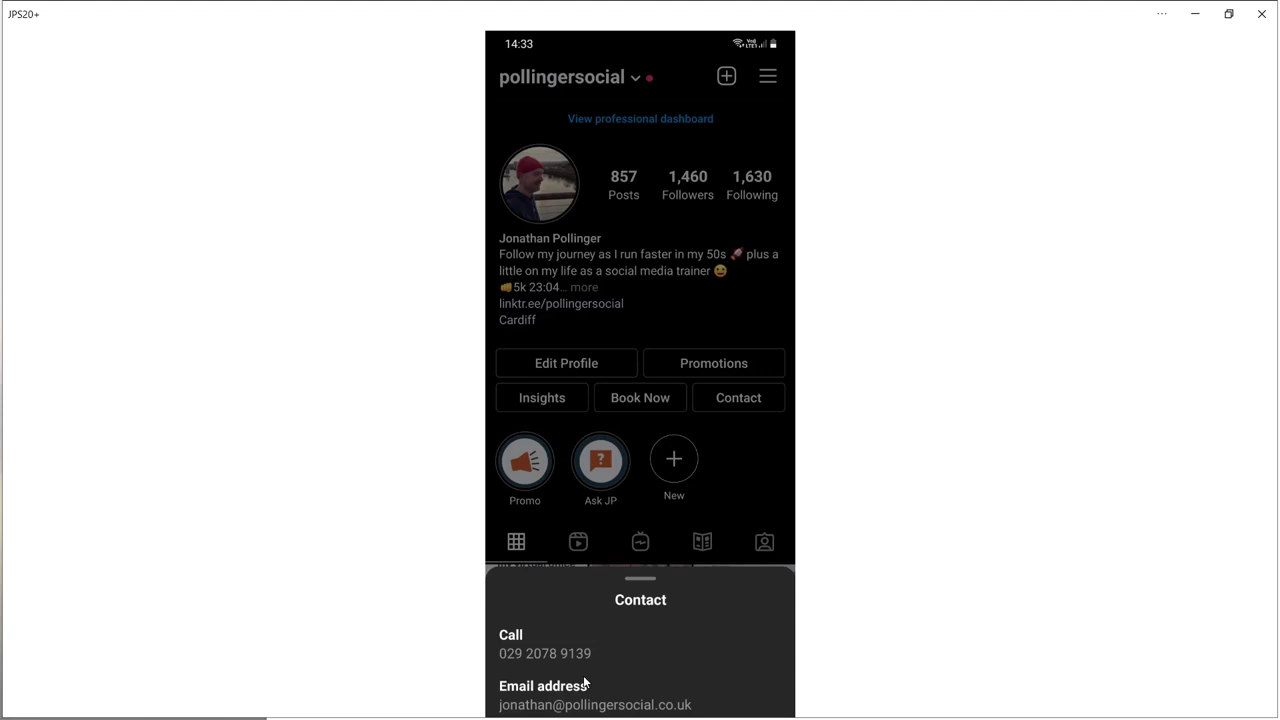 JPS20+
14:33
pollingersocial
View professional dashboard
857
Posts
1,460
Followers
1,630
Following
Jonathan Pollinger
Follow my journey as I run faster in my 50s 🚀 plus a
little on my life as a social media trainer 😀
👊5k 23:04... more
linktr.ee/pollingersocial
Cardiff
Edit Profile
Promotions
Insights
Book Now
Contact
Promo
Ask JP
New
Contact
Call
029 2078 9139
Email address
jonathan@pollingersocial.co.uk